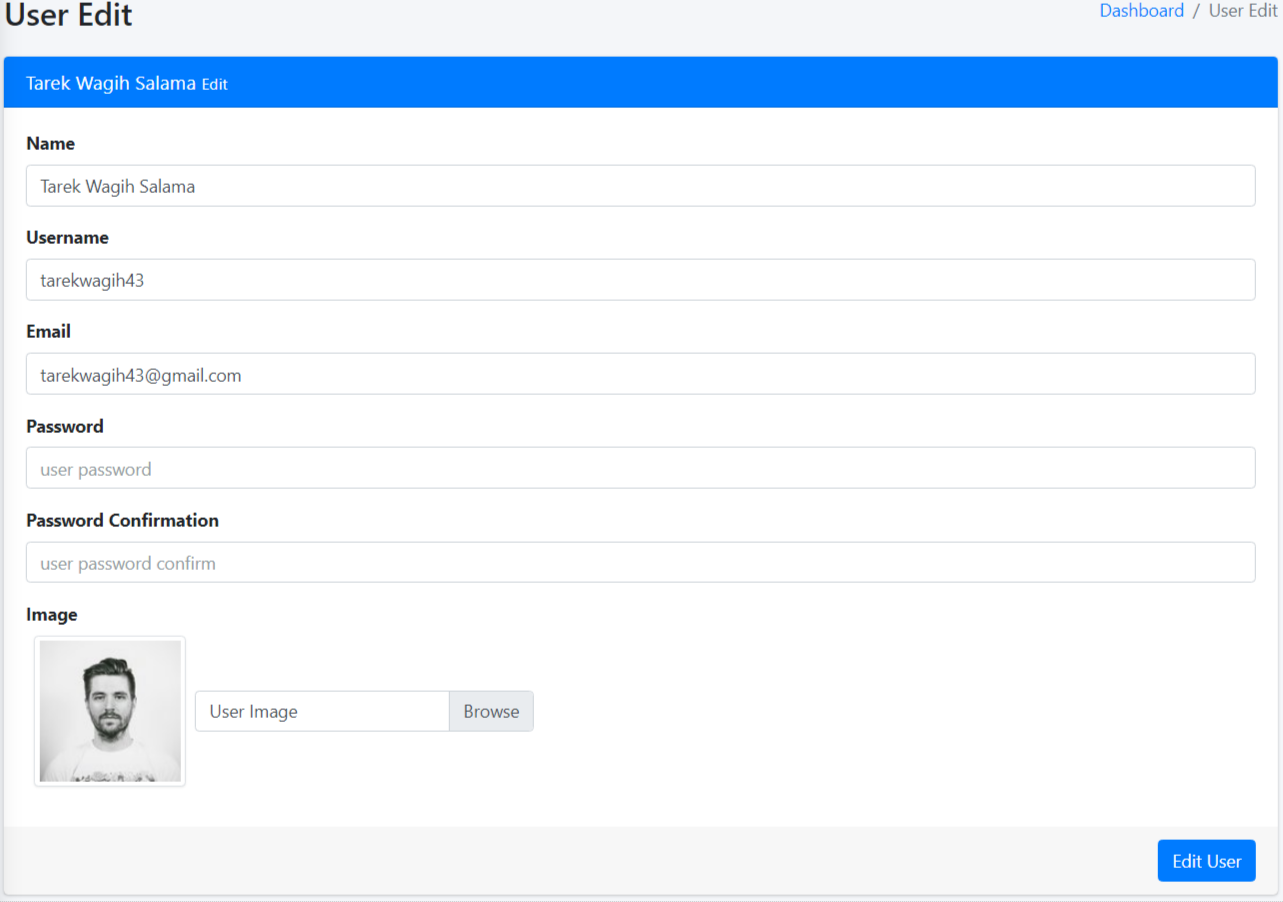 User Edit
Dashboard / User Edit
Tarek Wagih Salama Edit
Name
Tarek Wagih Salama
Username
tarekwagih43
Email
tarekwagih43@gmail.com
Password
user password
Password Confirmation
user password confirm
Image
User Image Browse
Edit User